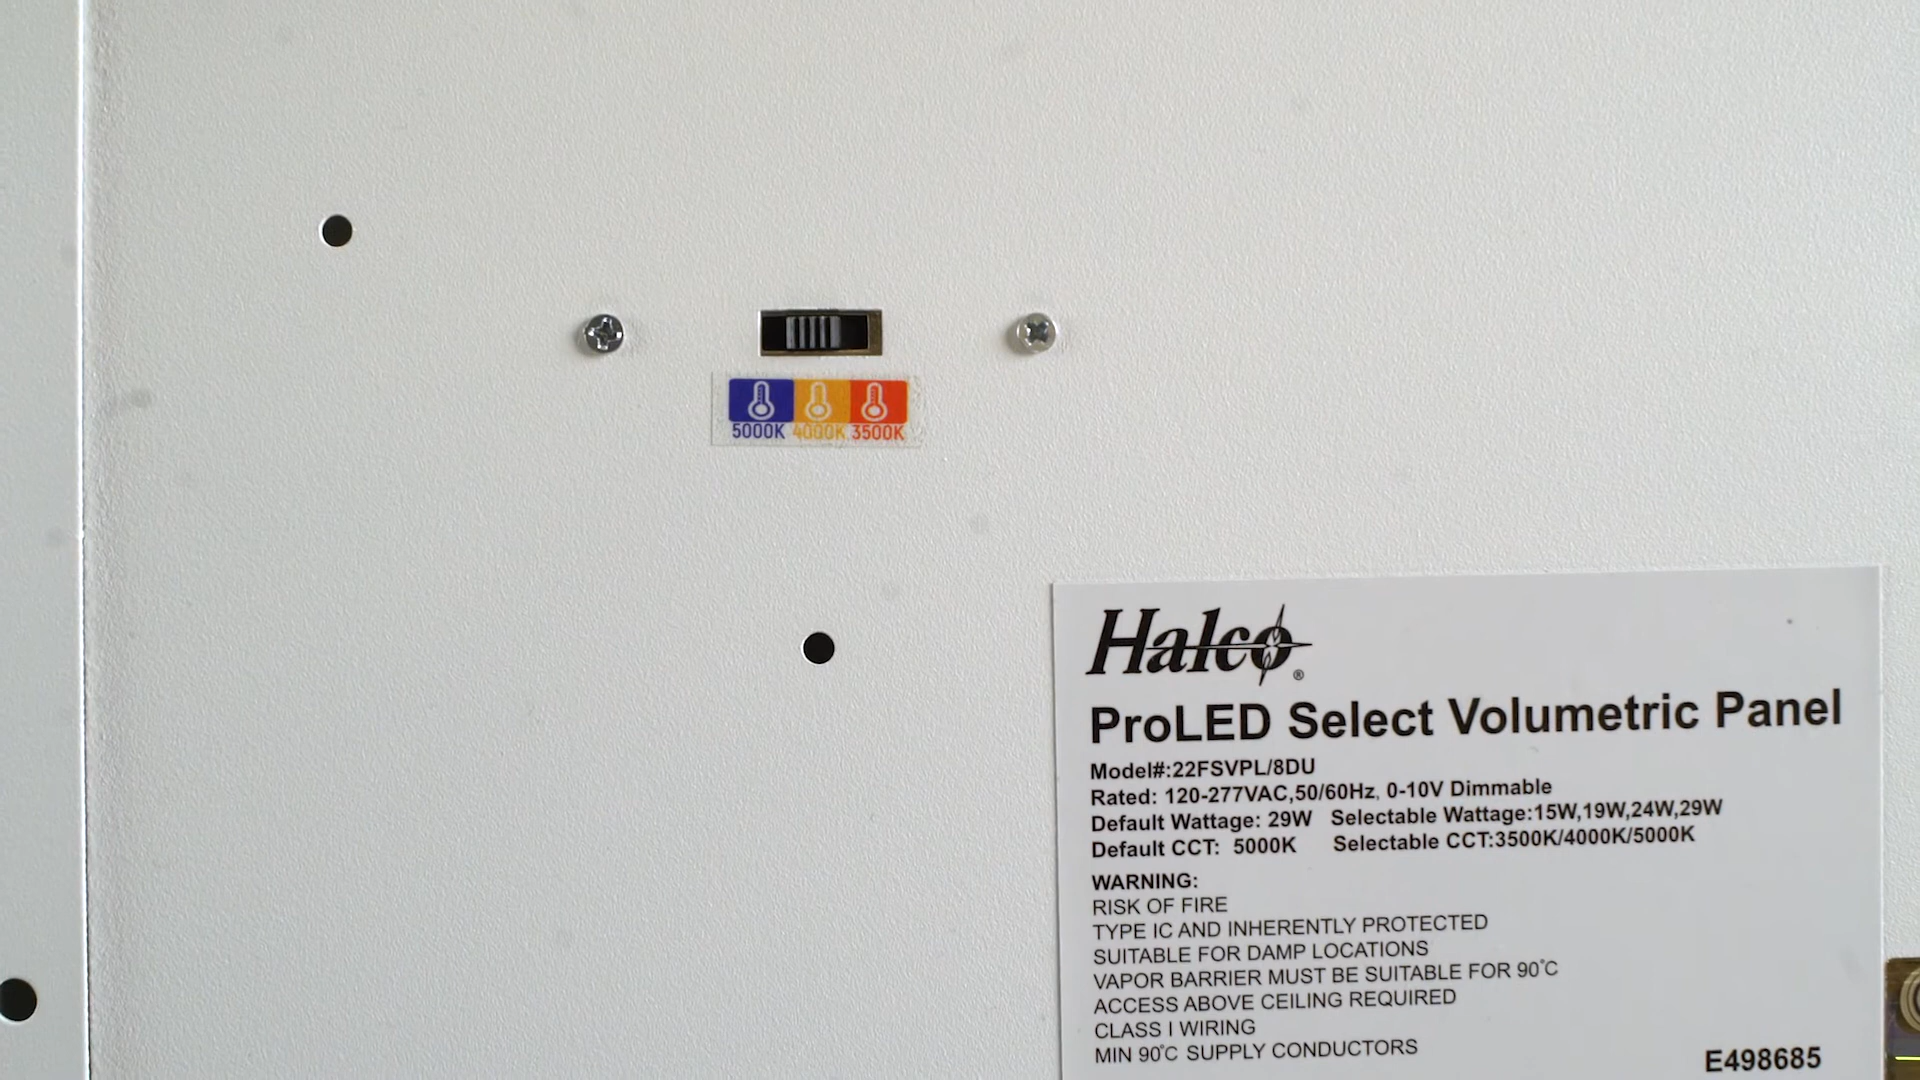 5000K 4000K 3500K
Halco®
ProLED Select Volumetric Panel
Model#:22FSVPL/8DU
Rated: 120-277VAC,50/60Hz, 0-10V Dimmable
Default Wattage: 29W Selectable Wattage:15W,19W,24W,29W
Default CCT: 5000K Selectable CCT:3500K/4000K/5000K
WARNING:
RISK OF FIRE
TYPE IC AND INHERENTLY PROTECTED
SUITABLE FOR DAMP LOCATIONS
VAPOR BARRIER MUST BE SUITABLE FOR 90°C
ACCESS ABOVE CEILING REQUIRED
CLASS I WIRING
MIN 90°C SUPPLY CONDUCTORS
E498685